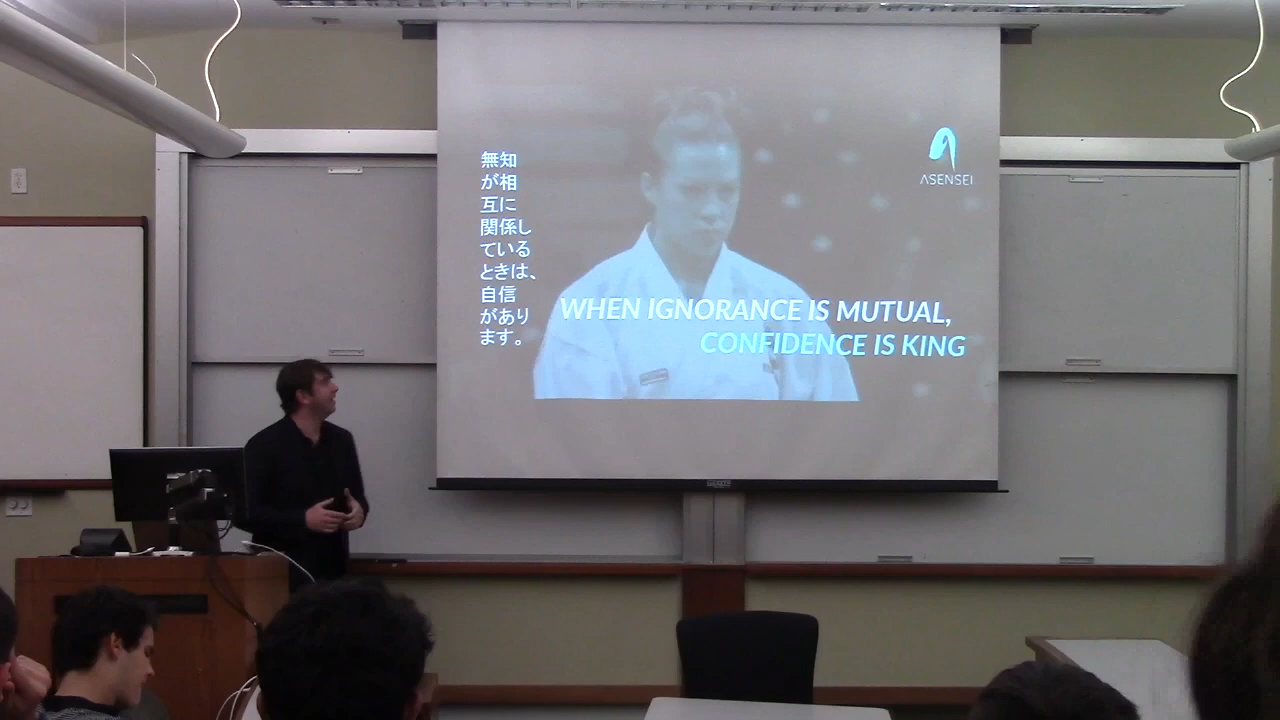 無知
が相
互に
関係し
ている
ときは、
自信
があり
ます。
ASENSEI
WHEN IGNORANCE IS MUTUAL,
CONFIDENCE IS KING